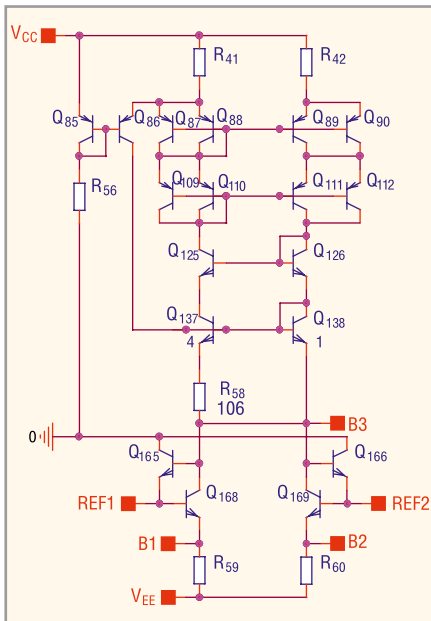 VCC
R41 R42
Q85 Q86 Q87 Q88 Q89 Q90
R56
Q109 Q110 Q111 Q112
Q125 Q126
Q137 Q138
4 1
R58
106
B3
0
Q165 Q166
Q168 Q169
REF1 REF2
B1 B2
R59 R60
VEE